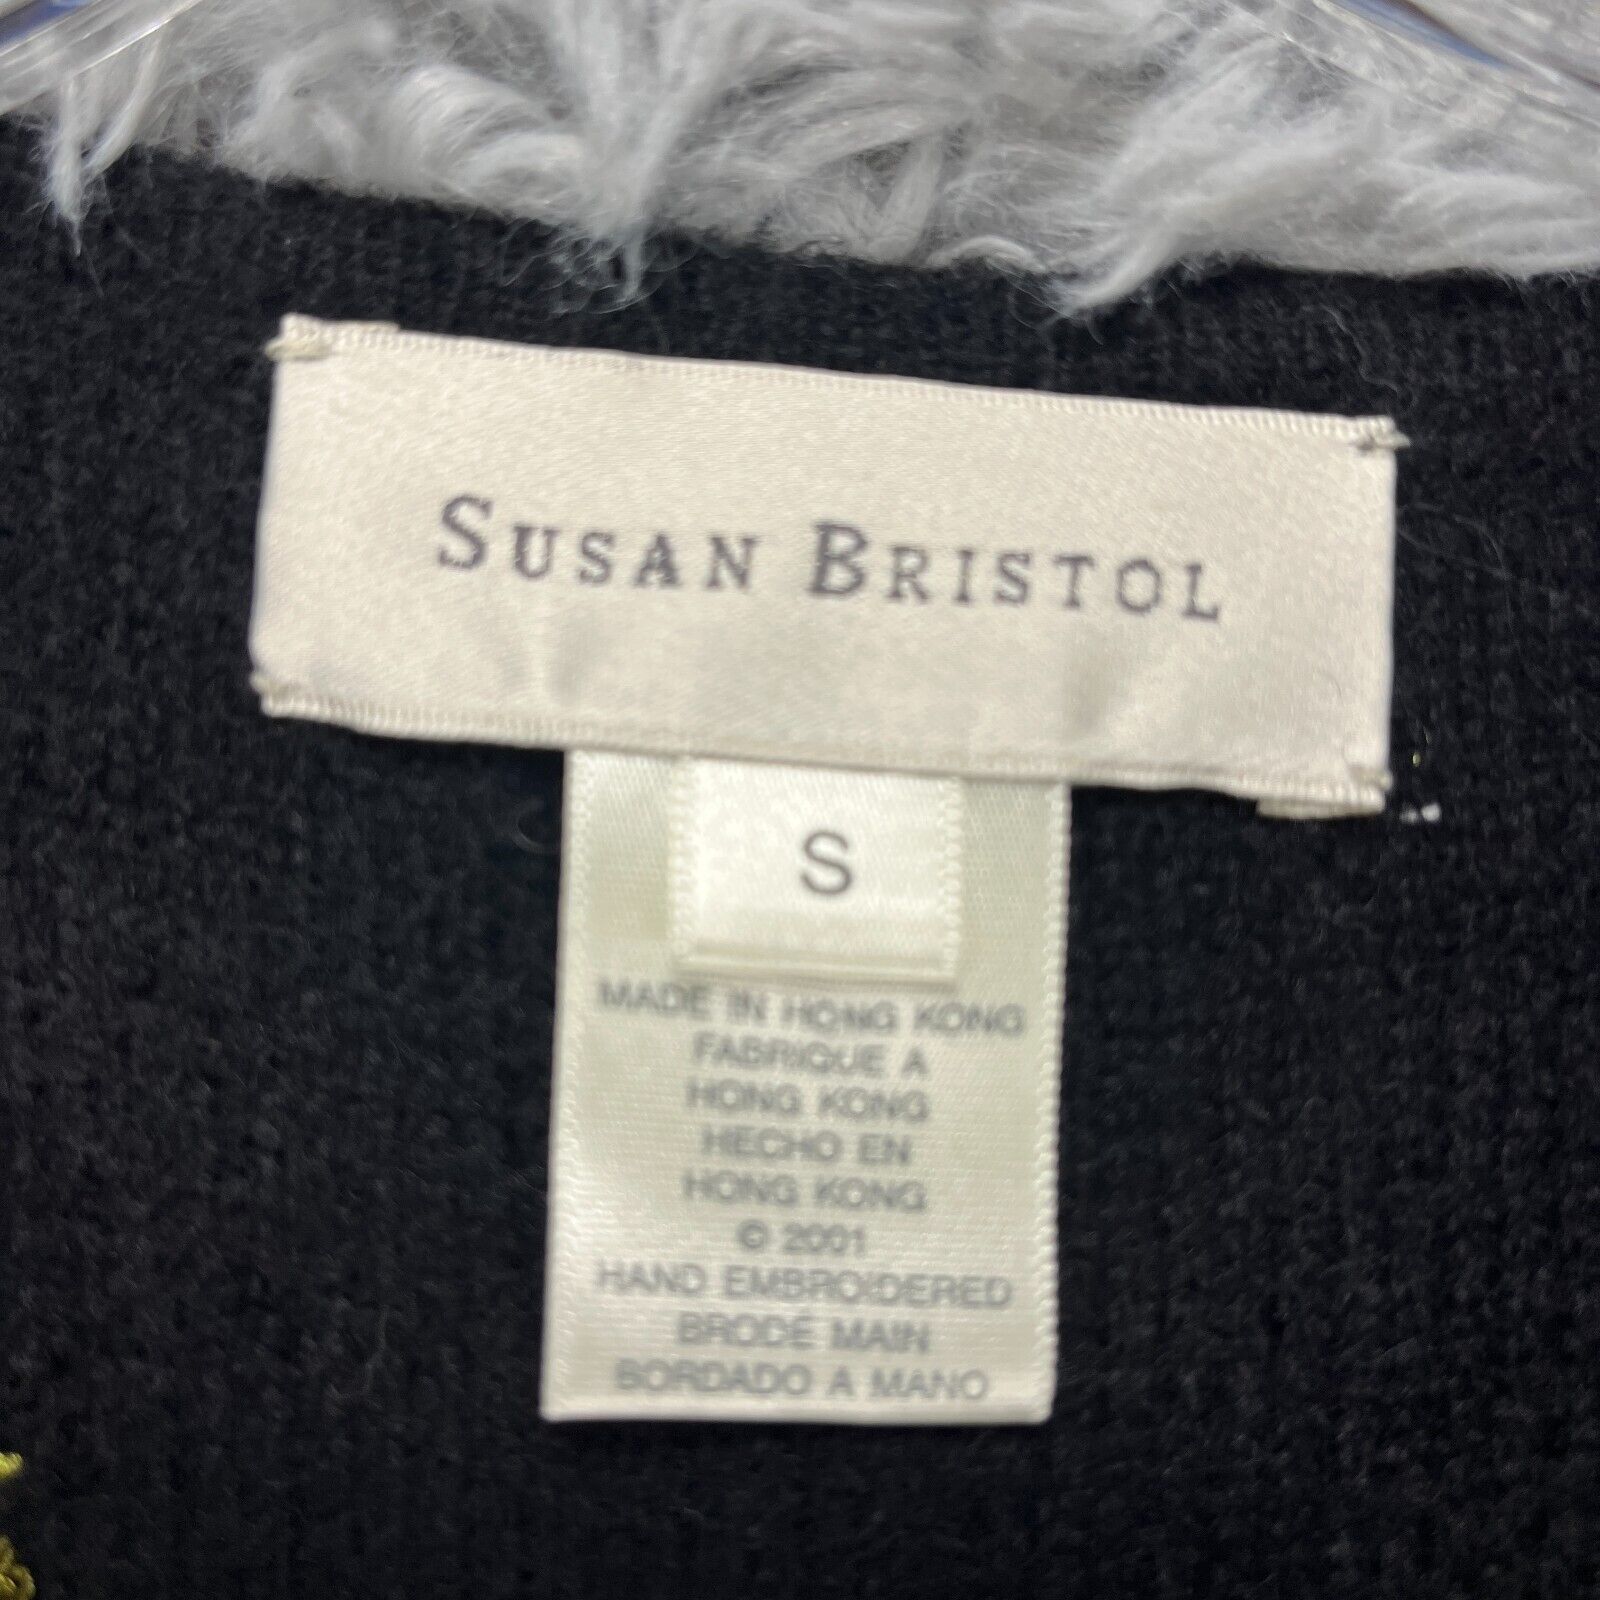 SUSAN BRISTOL
S
MADE IN HONG KONG
FABRIQUE A
HONG KONG
HECHO EN
HONG KONG
© 2001
HAND EMBROIDERED
BRODÉ MAIN
BORDADO A MANO